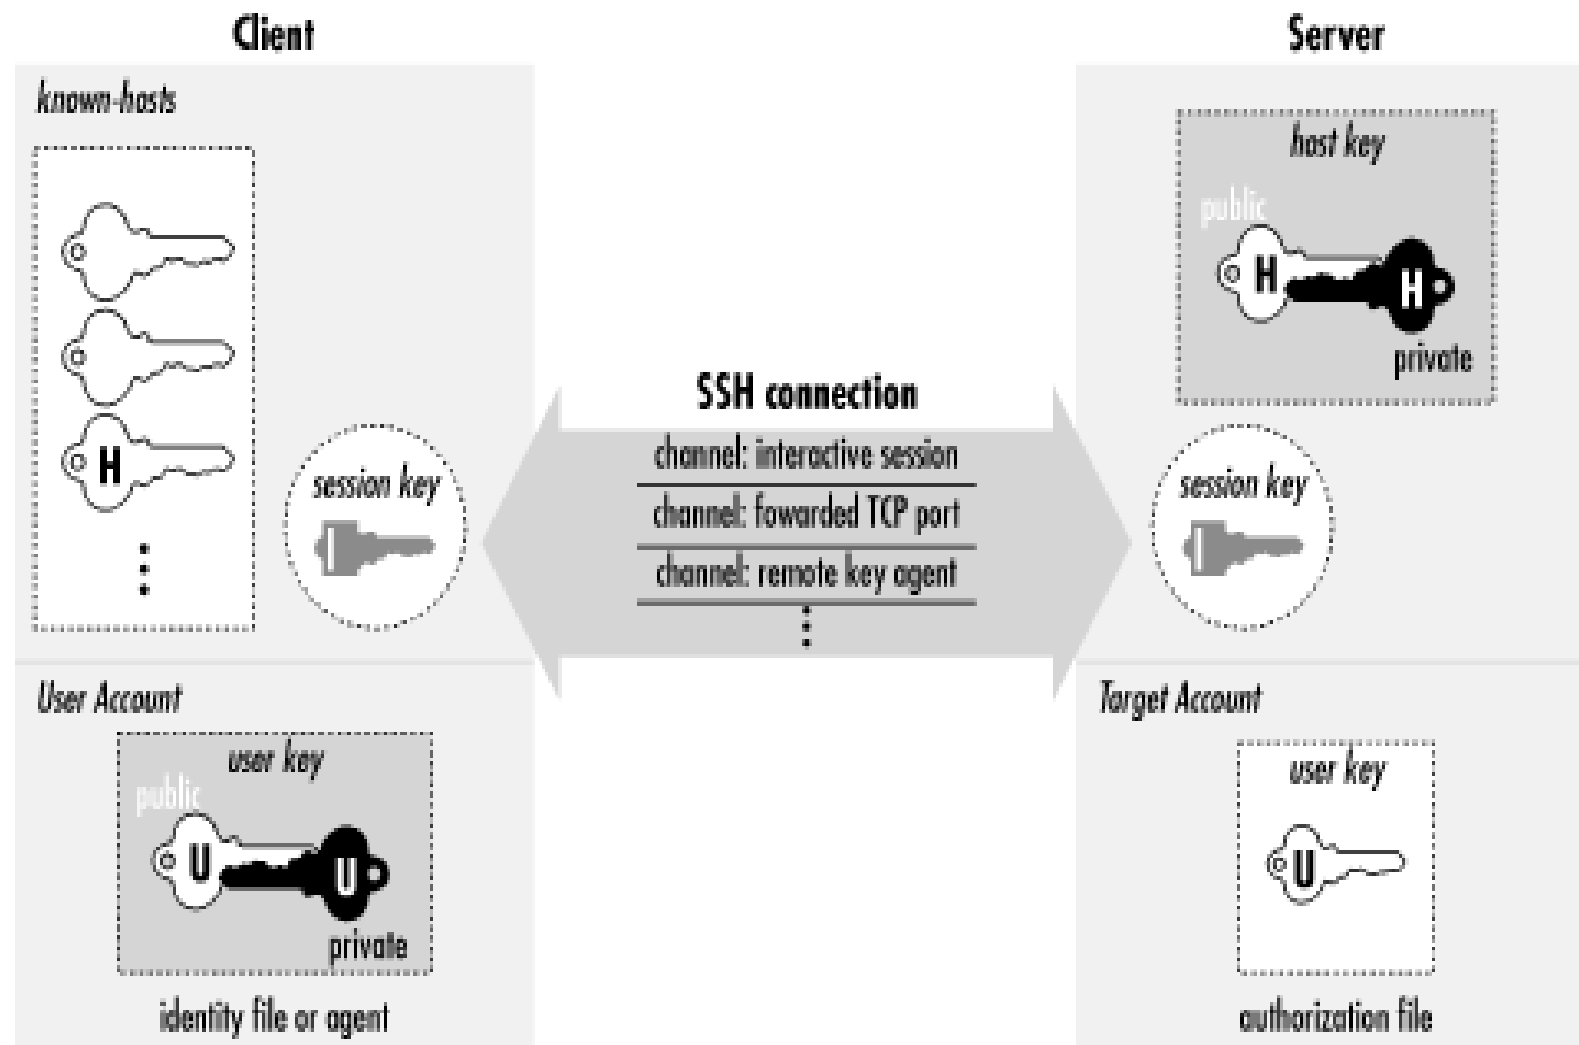 Client
known-hosts
H
session key
User Account
user key
public
U
U
private
identity file or agent
SSH connection
channel: interactive session
channel: fowarded TCP port
channel: remote key agent
Server
host key
public
H
H
private
session key
Target Account
user key
U
authorization file